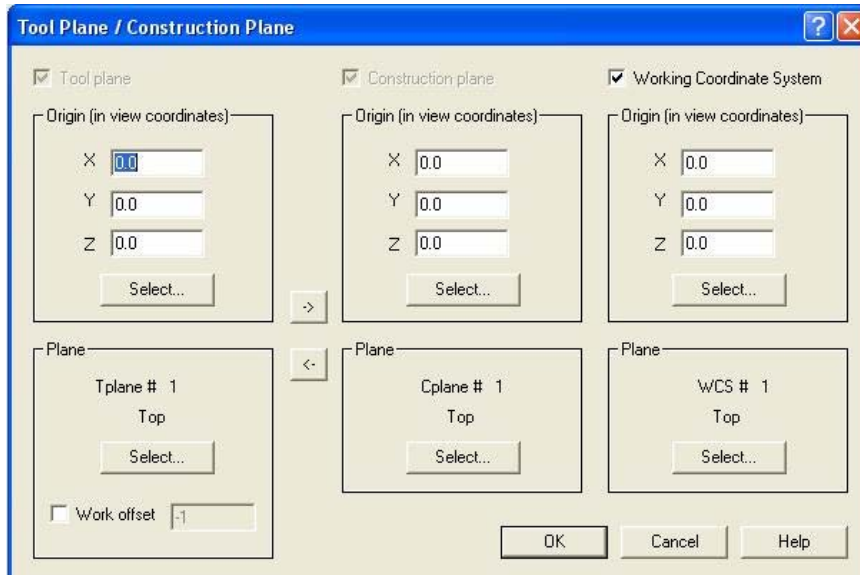 Tool Plane / Construction Plane
Tool plane
Construction plane
Working Coordinate System
Origin (in view coordinates)
X 0.0
Y 0.0
Z 0.0
Select...
Origin (in view coordinates)
X 0.0
Y 0.0
Z 0.0
Select...
Origin (in view coordinates)
X 0.0
Y 0.0
Z 0.0
Select...
->
<-
Plane
Tplane # 1
Top
Select...
Work offset -1
Plane
Cplane # 1
Top
Select...
Plane
WCS # 1
Top
Select...
OK
Cancel
Help